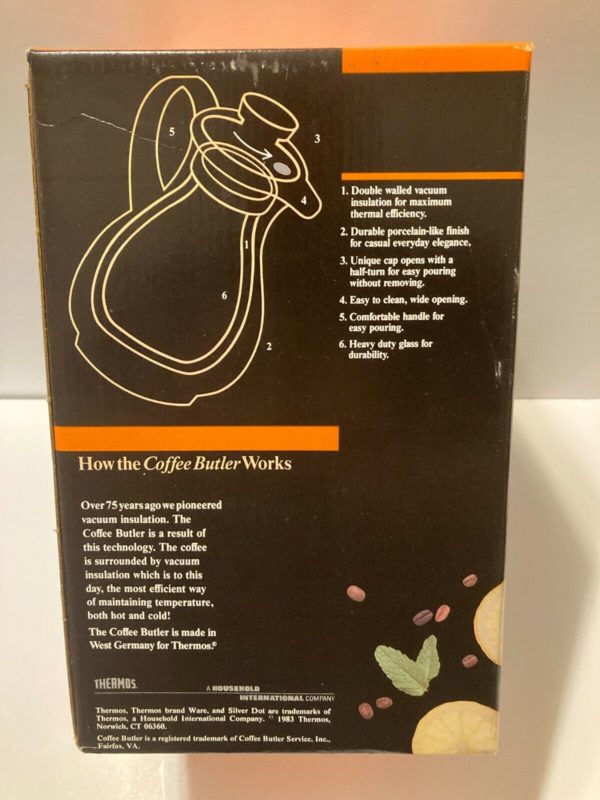 5
3
4
1
6
2
1. Double walled vacuum
insulation for maximum
thermal efficiency.
2. Durable porcelain-like finish
for casual everyday elegance.
3. Unique cap opens with a
half-turn for easy pouring
without removing.
4. Easy to clean, wide opening.
5. Comfortable handle for
easy pouring.
6. Heavy duty glass for
durability.
How the Coffee Butler Works
Over 75 years ago we pioneered
vacuum insulation. The
Coffee Butler is a result of
this technology. The coffee
is surrounded by vacuum
insulation which is to this
day, the most efficient way
of maintaining temperature,
both hot and cold!
The Coffee Butler is made in
West Germany for Thermos.®
THERMOS.
A HOUSEHOLD
INTERNATIONAL COMPANY
Thermos, Thermos brand Ware, and Silver Dot are trademarks of
Thermos, a Household International Company. © 1983 Thermos,
Norwich, CT 06360.
Coffee Butler is a registered trademark of Coffee Butler Service, Inc.,
Fairfax, VA.